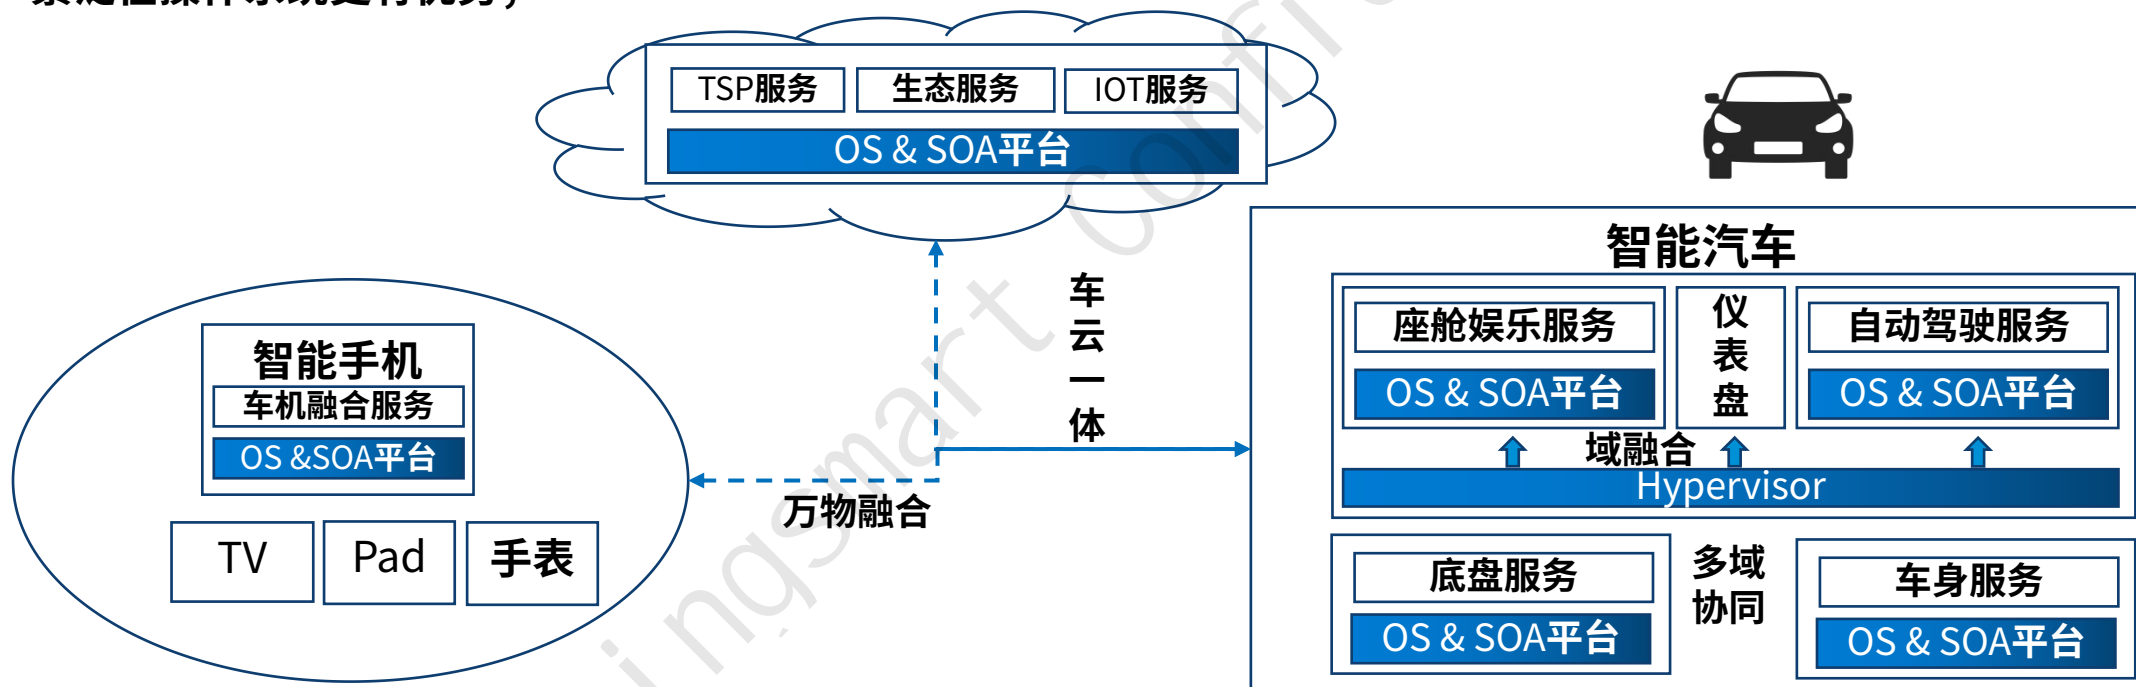 TSP服务
生态服务
IOT服务
OS & SOA平台
智能汽车
座舱娱乐服务
OS & SOA平台
仪表盘
自动驾驶服务
OS & SOA平台
域融合
Hypervisor
底盘服务
OS & SOA平台
多域
协同
车身服务
OS & SOA平台
车云一体
万物融合
智能手机
车机融合服务
OS &SOA平台
TV
Pad
手表